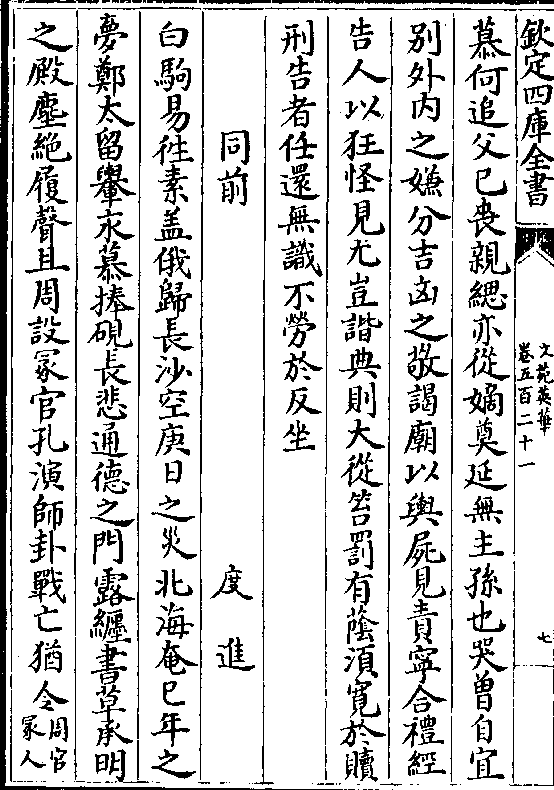 欽定四庫全書
文苑英華
卷五百二十一
七
慕何追父已喪親緦亦從嫡奠延無主孫也哭曾自宜
別外内之嫌分吉凶之敬謁廟以輿屍見責寧合禮經
告人以狂怪見尤豈諧典則大從笞罰有蔭湏寛於贖
刑告者任還無識不勞於反坐
同前
度進
白駒易徃素盖俄歸長沙空庚日之災北海奄巳年之
夢鄭太留轝永慕捧硯長悲通德之門露纒書草承明
之殿塵絶履聲且周設冢官孔演師卦戰亡猶令周官
冢人